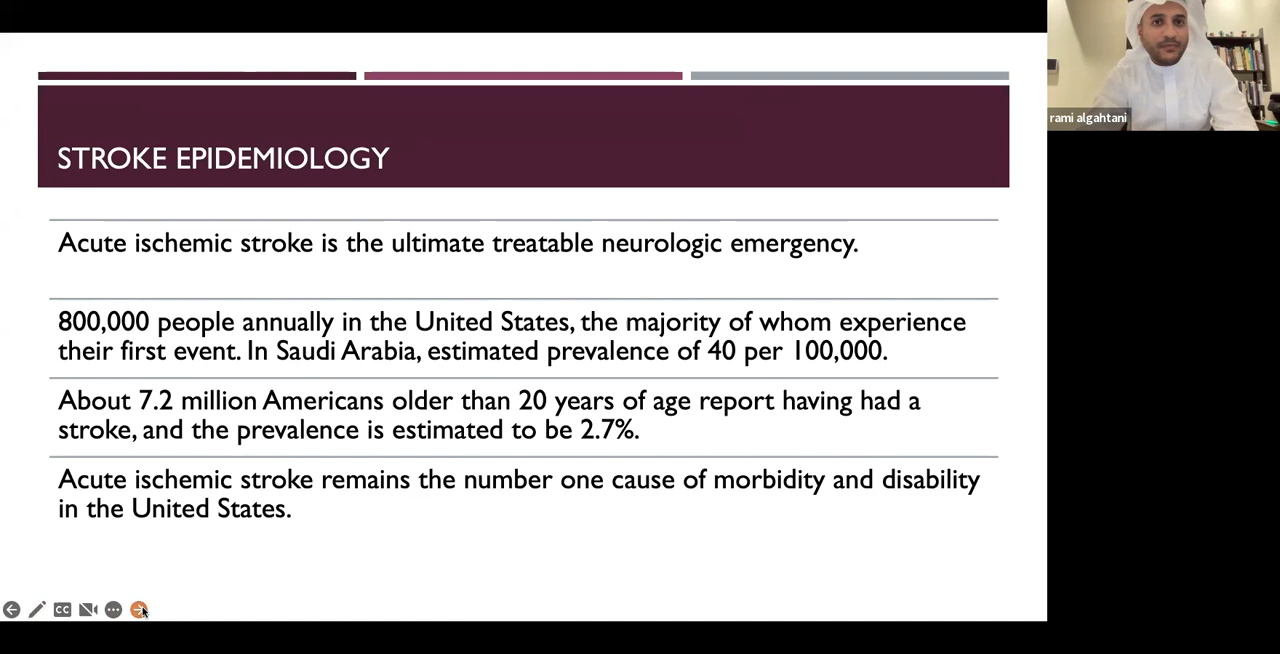 STROKE EPIDEMIOLOGY
Acute ischemic stroke is the ultimate treatable neurologic emergency.
800,000 people annually in the United States, the majority of whom experience
their first event. In Saudi Arabia, estimated prevalence of 40 per 100,000.
About 7.2 million Americans older than 20 years of age report having had a
stroke, and the prevalence is estimated to be 2.7%.
Acute ischemic stroke remains the number one cause of morbidity and disability
in the United States.
CC
rami algahtani